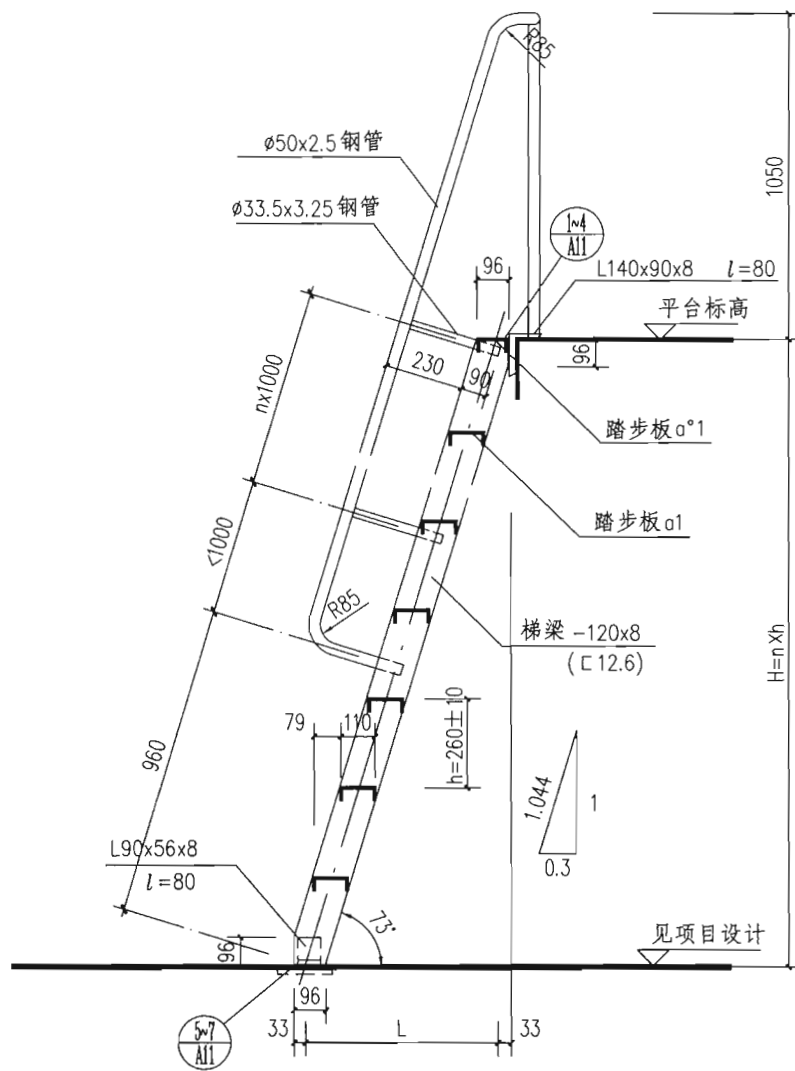 R85
ø50x2.5钢管
1050
ø33.5x3.25钢管
1~4
A11
96
L140x90x8 l=80
平台标高
nx1000
230
90
96
踏步板a°1
踏步板a1
<1000
R85
梯梁 -120x8
(⊏12.6)
H=nxh
79
110
h=260±10
960
1.044
1
0.3
L90x56x8
l=80
73°
见项目设计
96
96
5~7
A11
33
L
33